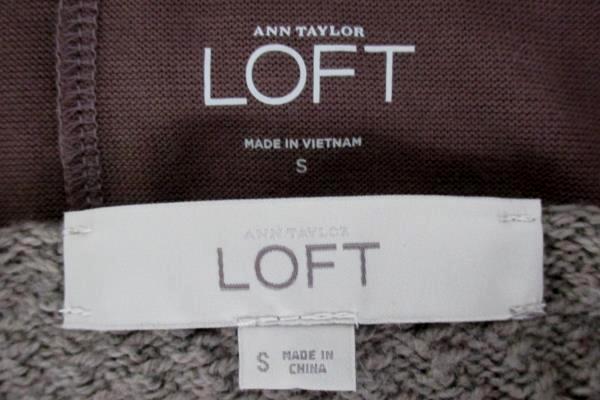 ANN TAYLOR
LOFT
MADE IN VIETNAM
S
ANN TAYLOR
LOFT
S MADE IN
CHINA